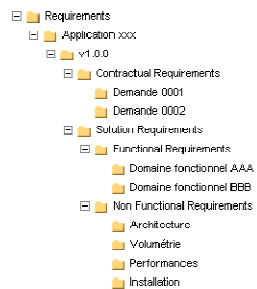 Requirements
Application xxx
v1.0.0
Contractual Requirements
Demande 0001
Demande 0002
Solution Requirements
Functional Requirements
Domaine fonctionnel AAA
Domaine fonctionnel BBB
Non Functional Requirements
Architecture
Volumétrie
Performances
Installation